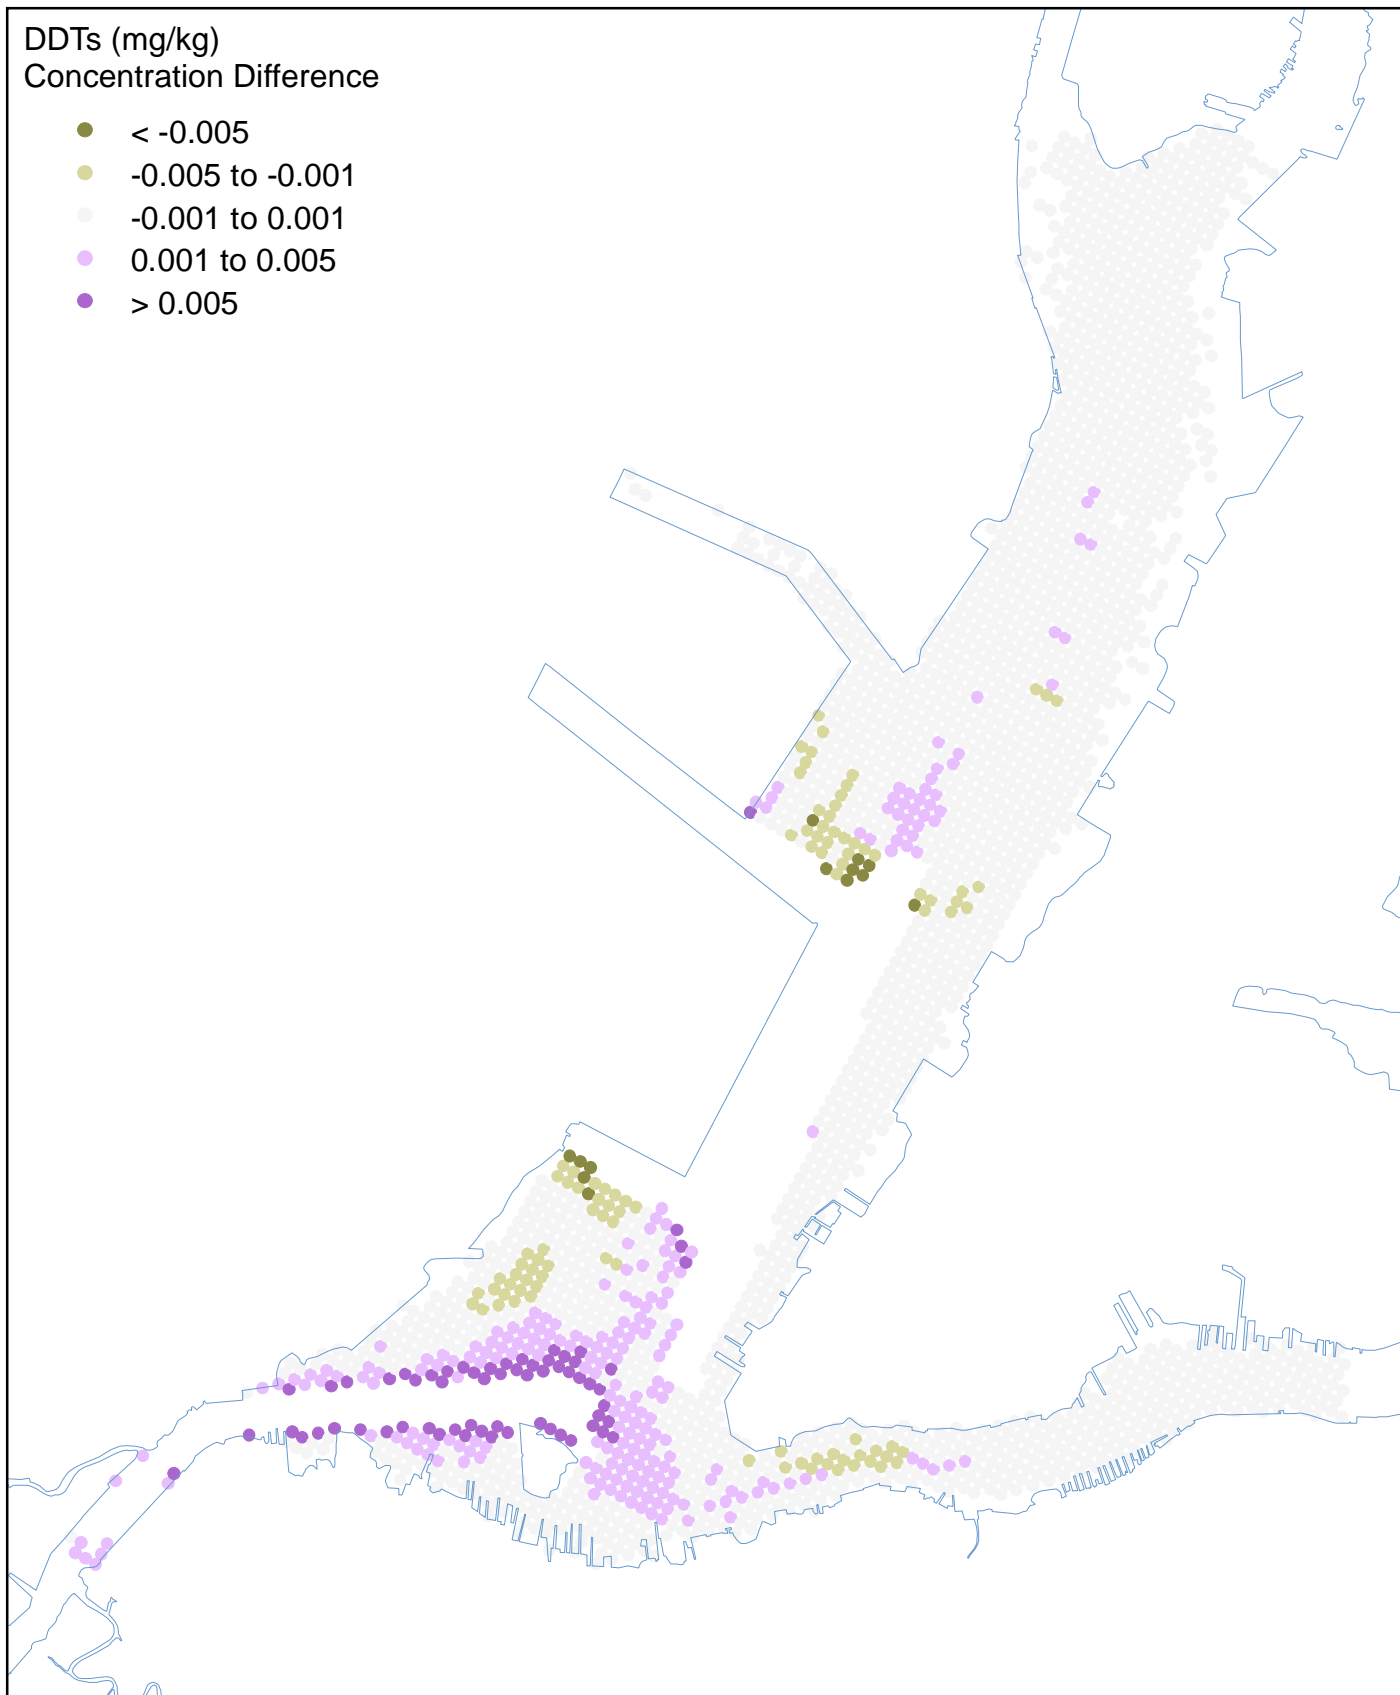 DDTs (mg/kg)
Concentration Difference
< -0.005
-0.005 to -0.001
-0.001 to 0.001
0.001 to 0.005
> 0.005